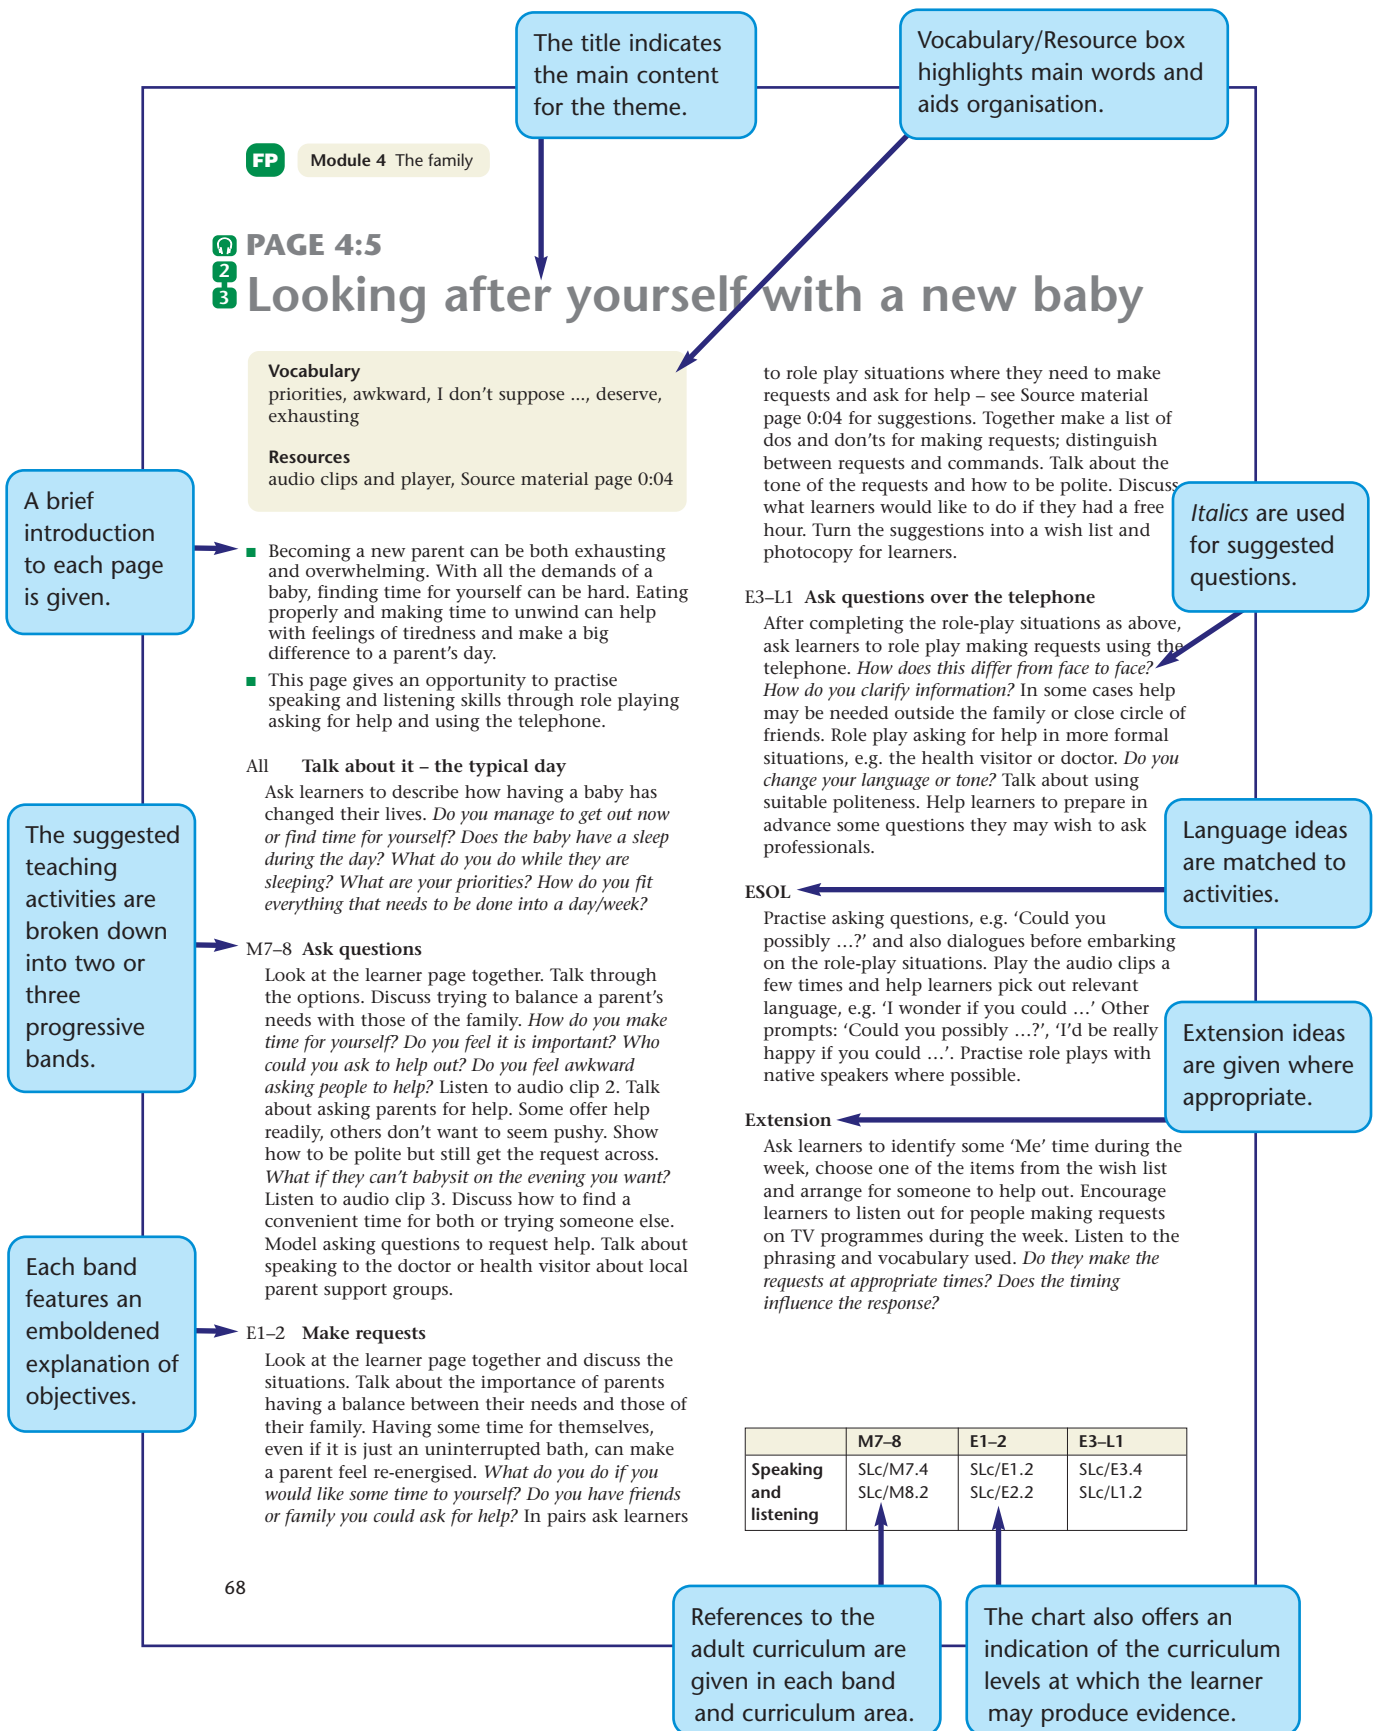 The title indicates
the main content
for the theme.
Vocabulary/Resource box
highlights main words and
aids organisation.
FP
Module 4 The family
PAGE 4:5
2
3
Looking after yourself with a new baby
Vocabulary
priorities, awkward, I don't suppose ..., deserve,
exhausting
Resources
audio clips and player, Source material page 0:04
A brief
introduction
to each page
is given.
■ Becoming a new parent can be both exhausting
and overwhelming. With all the demands of a
baby, finding time for yourself can be hard. Eating
properly and making time to unwind can help
with feelings of tiredness and make a big
difference to a parent's day.
■ This page gives an opportunity to practise
speaking and listening skills through role playing
asking for help and using the telephone.
All Talk about it – the typical day
Ask learners to describe how having a baby has
changed their lives. Do you manage to get out now
or find time for yourself? Does the baby have a sleep
during the day? What do you do while they are
sleeping? What are your priorities? How do you fit
everything that needs to be done into a day/week?
The suggested
teaching
activities are
broken down
into two or
three
progressive
bands.
M7–8 Ask questions
Look at the learner page together. Talk through
the options. Discuss trying to balance a parent's
needs with those of the family. How do you make
time for yourself? Do you feel it is important? Who
could you ask to help out? Do you feel awkward
asking people to help? Listen to audio clip 2. Talk
about asking parents for help. Some offer help
readily, others don't want to seem pushy. Show
how to be polite but still get the request across.
What if they can't babysit on the evening you want?
Listen to audio clip 3. Discuss how to find a
convenient time for both or trying someone else.
Model asking questions to request help. Talk about
speaking to the doctor or health visitor about local
parent support groups.
Each band
features an
emboldened
explanation of
objectives.
E1–2 Make requests
Look at the learner page together and discuss the
situations. Talk about the importance of parents
having a balance between their needs and those of
their family. Having some time for themselves,
even if it is just an uninterrupted bath, can make
a parent feel re-energised. What do you do if you
would like some time to yourself? Do you have friends
or family you could ask for help? In pairs ask learners
to role play situations where they need to make
requests and ask for help – see Source material
page 0:04 for suggestions. Together make a list of
dos and don'ts for making requests; distinguish
between requests and commands. Talk about the
tone of the requests and how to be polite. Discuss
what learners would like to do if they had a free
hour. Turn the suggestions into a wish list and
photocopy for learners.
Italics are used
for suggested
questions.
E3–L1 Ask questions over the telephone
After completing the role-play situations as above,
ask learners to role play making requests using the
telephone. How does this differ from face to face?
How do you clarify information? In some cases help
may be needed outside the family or close circle of
friends. Role play asking for help in more formal
situations, e.g. the health visitor or doctor. Do you
change your language or tone? Talk about using
suitable politeness. Help learners to prepare in
advance some questions they may wish to ask
professionals.
Language ideas
are matched to
activities.
ESOL
Practise asking questions, e.g. 'Could you
possibly …?' and also dialogues before embarking
on the role-play situations. Play the audio clips a
few times and help learners pick out relevant
language, e.g. 'I wonder if you could …' Other
prompts: 'Could you possibly …?', 'I'd be really
happy if you could …'. Practise role plays with
native speakers where possible.
Extension ideas
are given where
appropriate.
Extension
Ask learners to identify some 'Me' time during the
week, choose one of the items from the wish list
and arrange for someone to help out. Encourage
learners to listen out for people making requests
on TV programmes during the week. Listen to the
phrasing and vocabulary used. Do they make the
requests at appropriate times? Does the timing
influence the response?
M7–8 E1–2 E3–L1
Speaking SLc/M7.4 SLc/E1.2 SLc/E3.4
and SLc/M8.2 SLc/E2.2 SLc/L1.2
listening
68
References to the
adult curriculum are
given in each band
and curriculum area.
The chart also offers an
indication of the curriculum
levels at which the learner
may produce evidence.